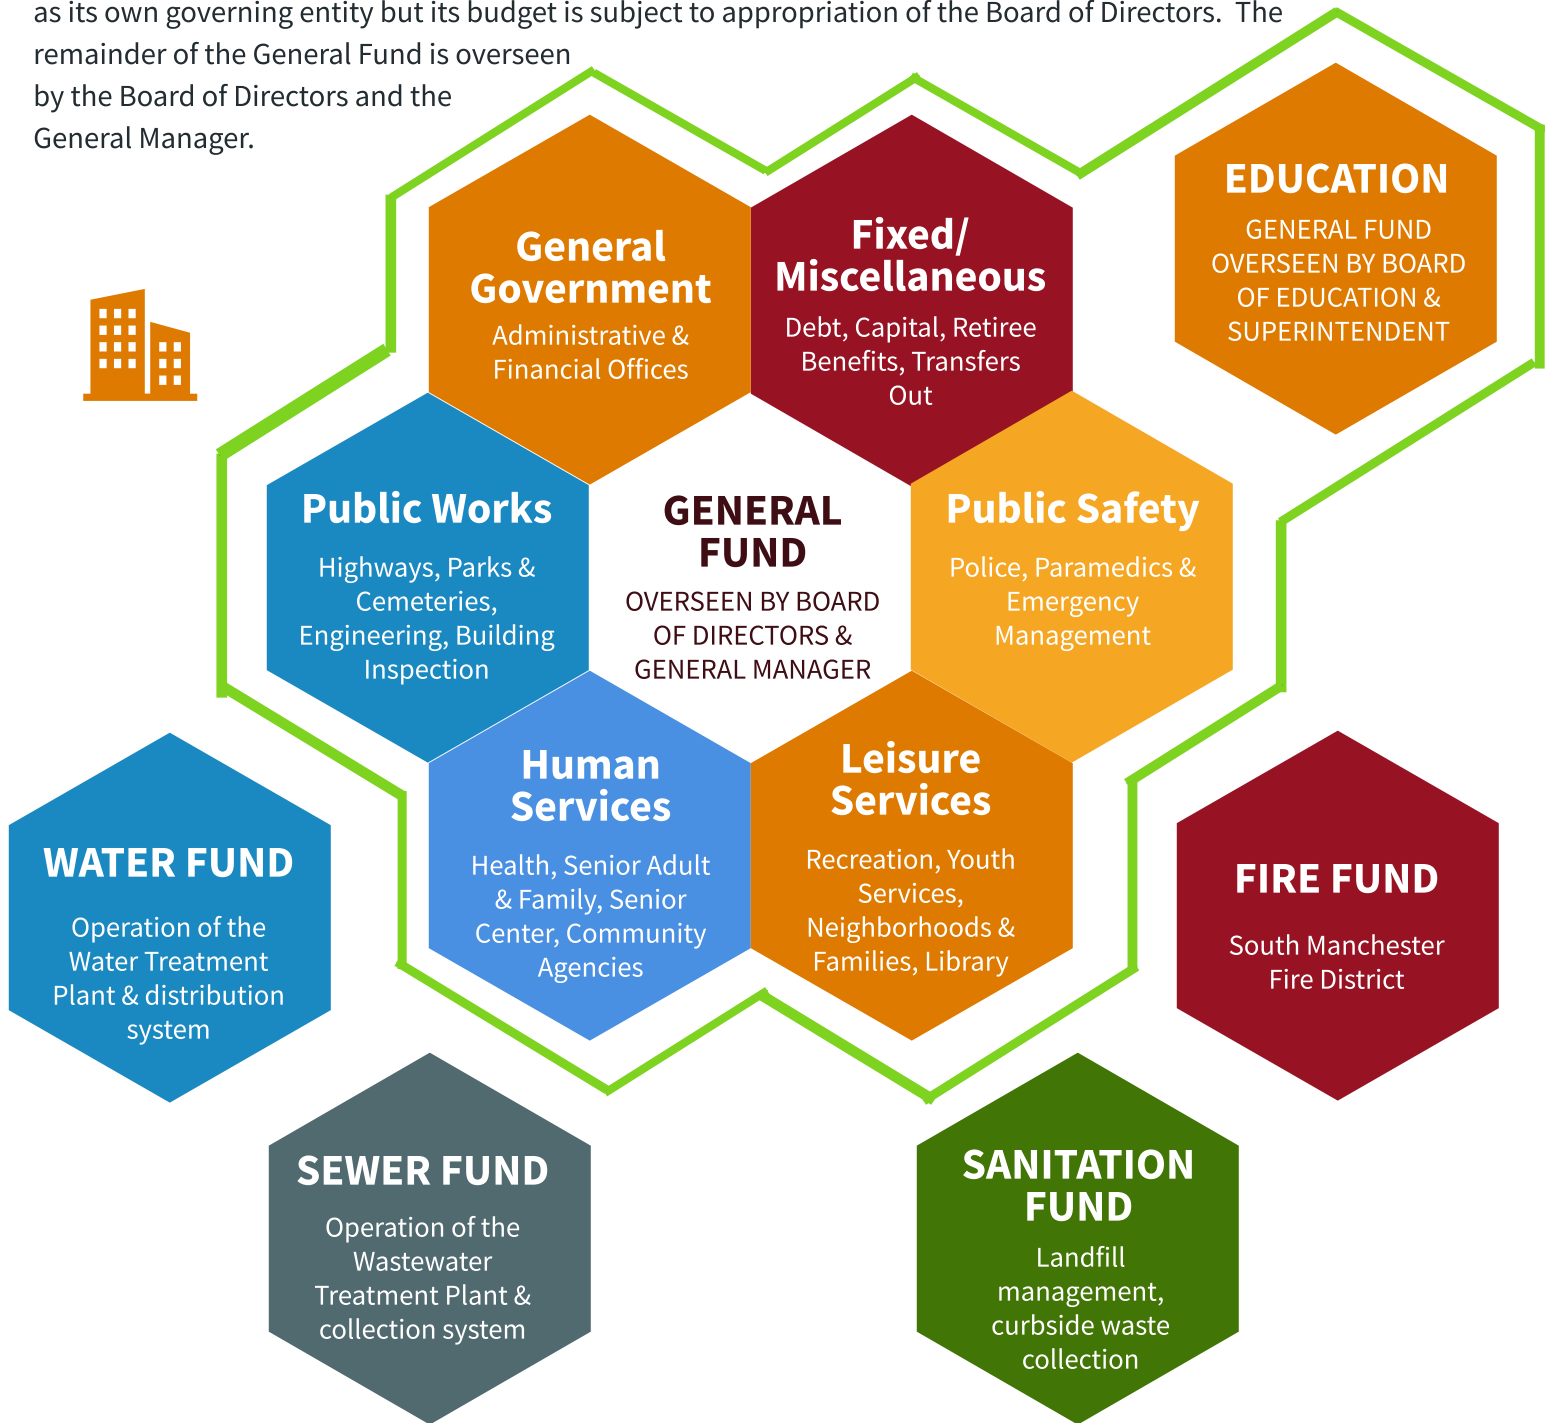 as its own governing entity but its budget is subject to appropriation of the Board of Directors.  The
remainder of the General Fund is overseen
by the Board of Directors and the
General Manager.
EDUCATION
GENERAL FUND
OVERSEEN BY BOARD
OF EDUCATION &
SUPERINTENDENT
General
Government
Administrative &
Financial Offices
Fixed/
Miscellaneous
Debt, Capital, Retiree
Benefits, Transfers
Out
Public Works
Highways, Parks &
Cemeteries,
Engineering, Building
Inspection
GENERAL
FUND
OVERSEEN BY BOARD
OF DIRECTORS &
GENERAL MANAGER
Public Safety
Police, Paramedics &
Emergency
Management
Human
Services
Health, Senior Adult
& Family, Senior
Center, Community
Agencies
Leisure
Services
Recreation, Youth
Services,
Neighborhoods &
Families, Library
WATER FUND
Operation of the
Water Treatment
Plant & distribution
system
FIRE FUND
South Manchester
Fire District
SEWER FUND
Operation of the
Wastewater
Treatment Plant &
collection system
SANITATION
FUND
Landfill
management,
curbside waste
collection